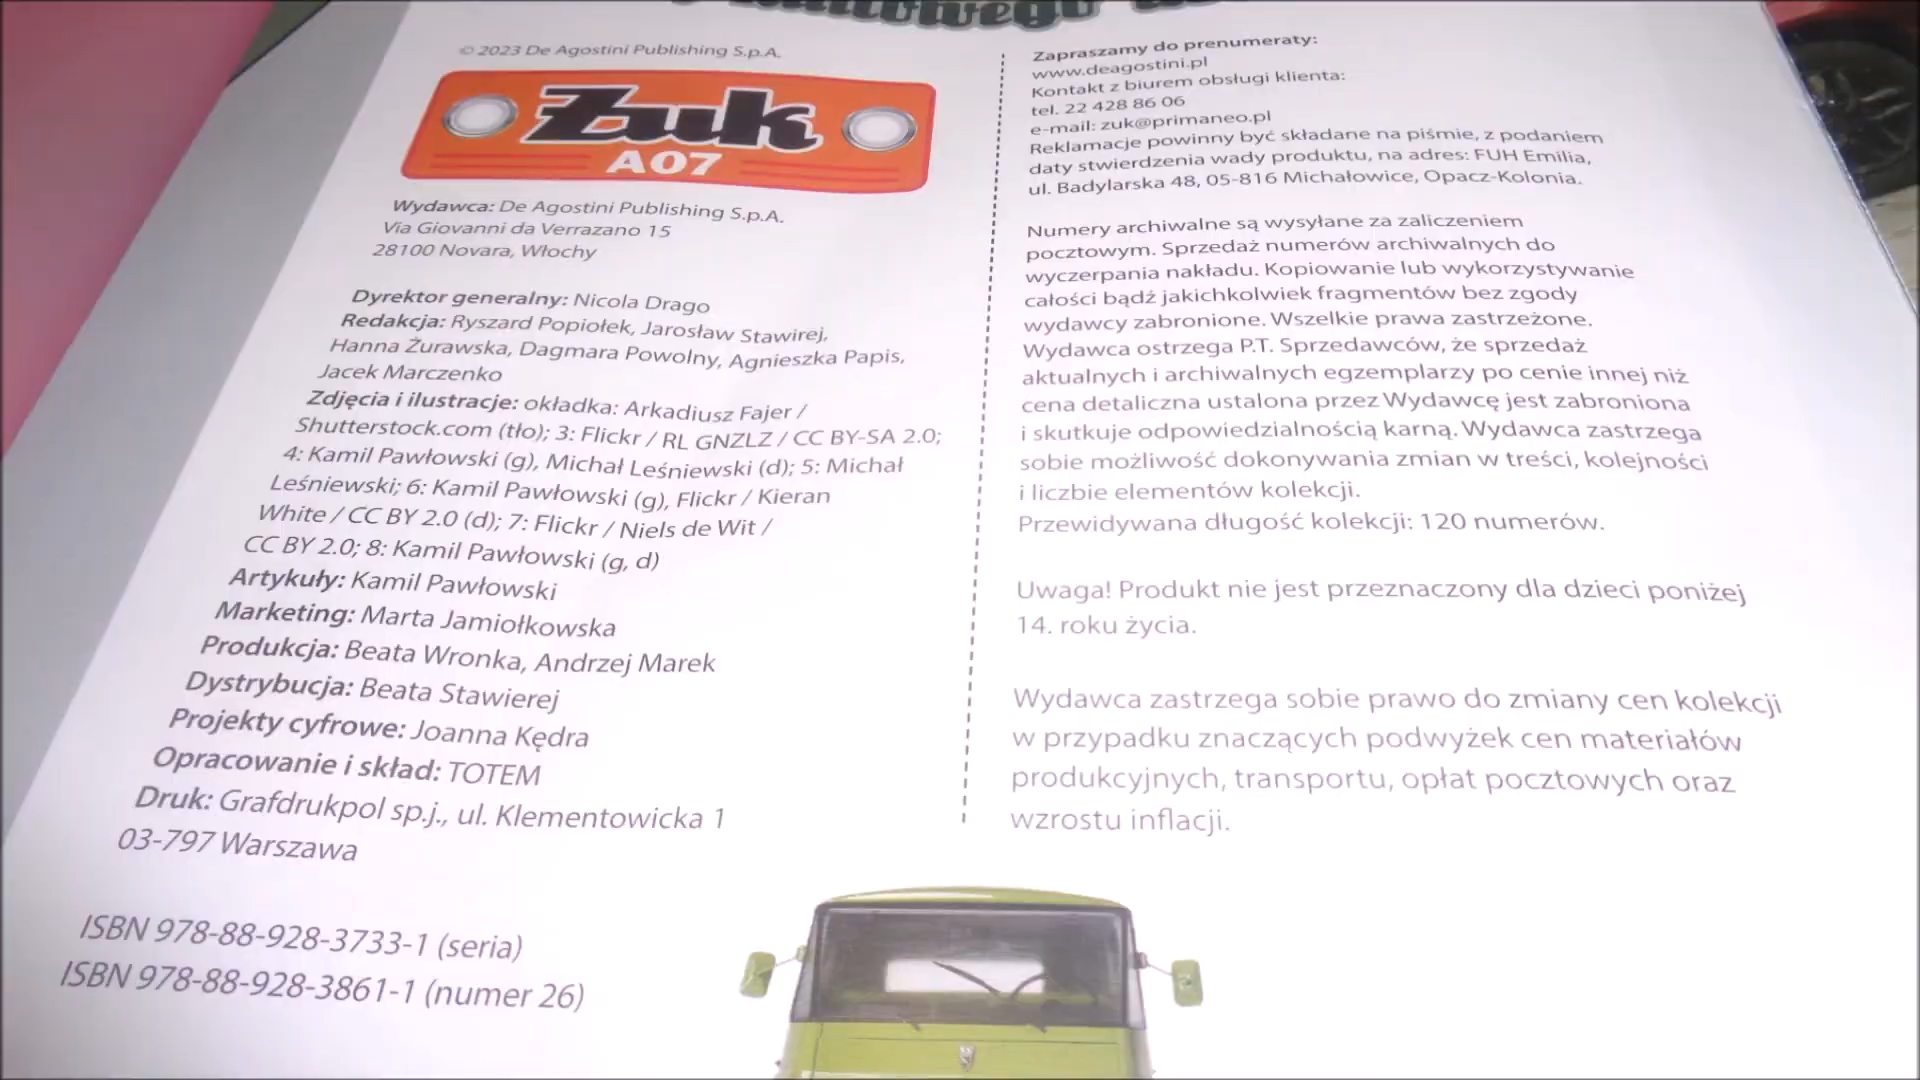 © 2023 De Agostini Publishing S.p.A.
Żuk
A07
Wydawca: De Agostini Publishing S.p.A.
Via Giovanni da Verrazano 15
28100 Novara, Włochy
Dyrektor generalny: Nicola Drago
Redakcja: Ryszard Popiołek, Jarosław Stawirej,
Hanna Żurawska, Dagmara Powolny, Agnieszka Papis,
Jacek Marczenko
Zdjęcia i ilustracje: okładka: Arkadiusz Fajer /
Shutterstock.com (tło); 3: Flickr / RL GNZLZ / CC BY-SA 2.0;
4: Kamil Pawłowski (g), Michał Leśniewski (d); 5: Michał
Leśniewski; 6: Kamil Pawłowski (g), Flickr / Kieran
White / CC BY 2.0 (d); 7: Flickr / Niels de Wit /
CC BY 2.0; 8: Kamil Pawłowski (g, d)
Artykuły: Kamil Pawłowski
Marketing: Marta Jamiołkowska
Produkcja: Beata Wronka, Andrzej Marek
Dystrybucja: Beata Stawierej
Projekty cyfrowe: Joanna Kędra
Opracowanie i skład: TOTEM
Druk: Grafdrukpol sp.j., ul. Klementowicka 1
03-797 Warszawa
ISBN 978-88-928-3733-1 (seria)
ISBN 978-88-928-3861-1 (numer 26)
Zapraszamy do prenumeraty:
www.deagostini.pl
Kontakt z biurem obsługi klienta:
tel. 22 428 86 06
e-mail: zuk@primaneo.pl
Reklamacje powinny być składane na piśmie, z podaniem
daty stwierdzenia wady produktu, na adres: FUH Emilia,
ul. Badylarska 48, 05-816 Michałowice, Opacz-Kolonia.
Numery archiwalne są wysyłane za zaliczeniem
pocztowym. Sprzedaż numerów archiwalnych do
wyczerpania nakładu. Kopiowanie lub wykorzystywanie
całości bądź jakichkolwiek fragmentów bez zgody
wydawcy zabronione. Wszelkie prawa zastrzeżone.
Wydawca ostrzega P.T. Sprzedawców, że sprzedaż
aktualnych i archiwalnych egzemplarzy po cenie innej niż
cena detaliczna ustalona przez Wydawcę jest zabroniona
i skutkuje odpowiedzialnością karną. Wydawca zastrzega
sobie możliwość dokonywania zmian w treści, kolejności
i liczbie elementów kolekcji.
Przewidywana długość kolekcji: 120 numerów.
Uwaga! Produkt nie jest przeznaczony dla dzieci poniżej
14. roku życia.
Wydawca zastrzega sobie prawo do zmiany cen kolekcji
w przypadku znaczących podwyżek cen materiałów
produkcyjnych, transportu, opłat pocztowych oraz
wzrostu inflacji.